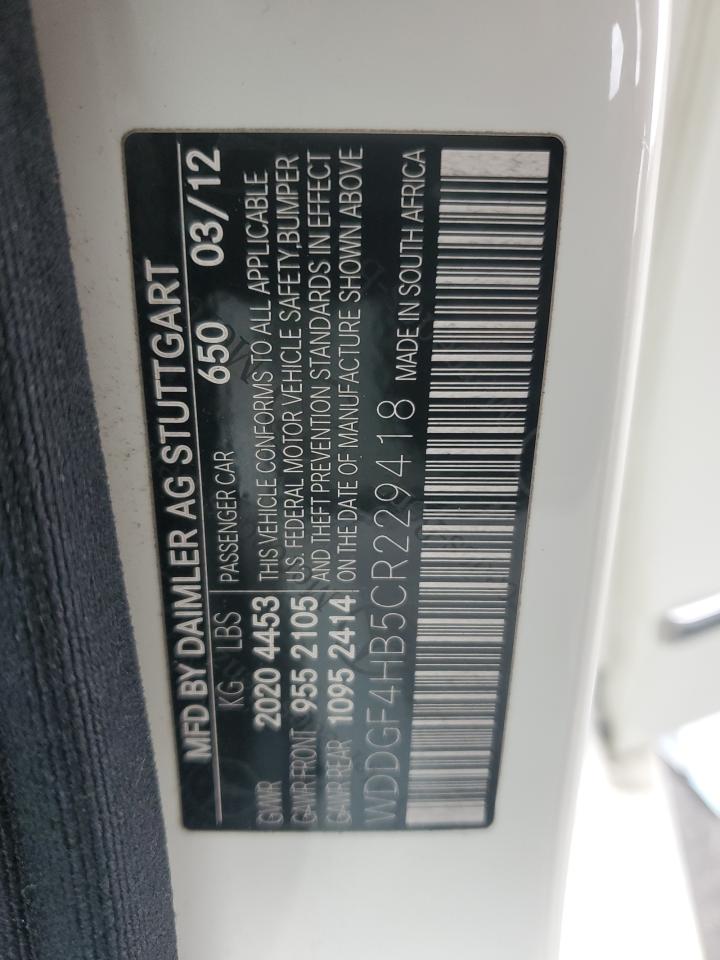 MFD BY DAIMLER AG STUTTGART
KG LBS PASSENGER CAR 650 03/12
GVWR 2020 4453 THIS VEHICLE CONFORMS TO ALL APPLICABLE
GAWR FRONT 955 2105 U.S. FEDERAL MOTOR VEHICLE SAFETY, BUMPER
GAWR REAR 1095 2414 AND THEFT PREVENTION STANDARDS IN EFFECT
ON THE DATE OF MANUFACTURE SHOWN ABOVE
WDDGF4HB5CR229418 MADE IN SOUTH AFRICA